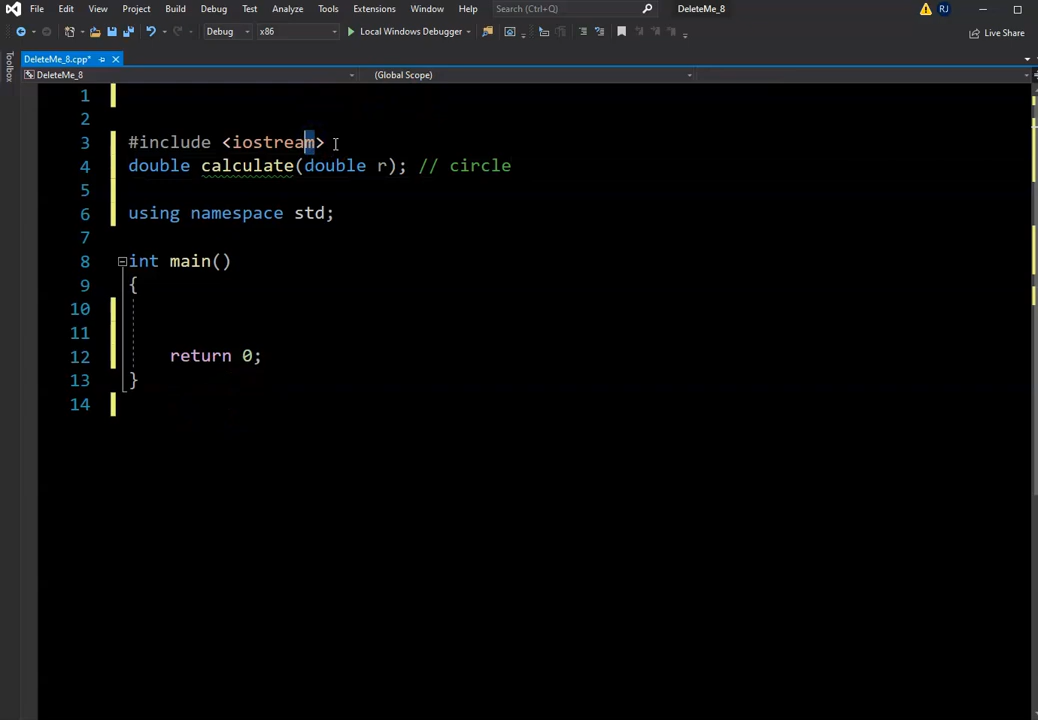 File Edit View Project Build Debug Test Analyze Tools Extensions Window Help Search (Ctrl+Q) DeleteMe_8 RJ
Debug x86 Local Windows Debugger Live Share
Toolbox
DeleteMe_8.cpp*
DeleteMe_8 (Global Scope)
1
2
3 #include <iostream>
4 double calculate(double r); // circle
5
6 using namespace std;
7
8 int main()
9 {
10
11
12 return 0;
13 }
14